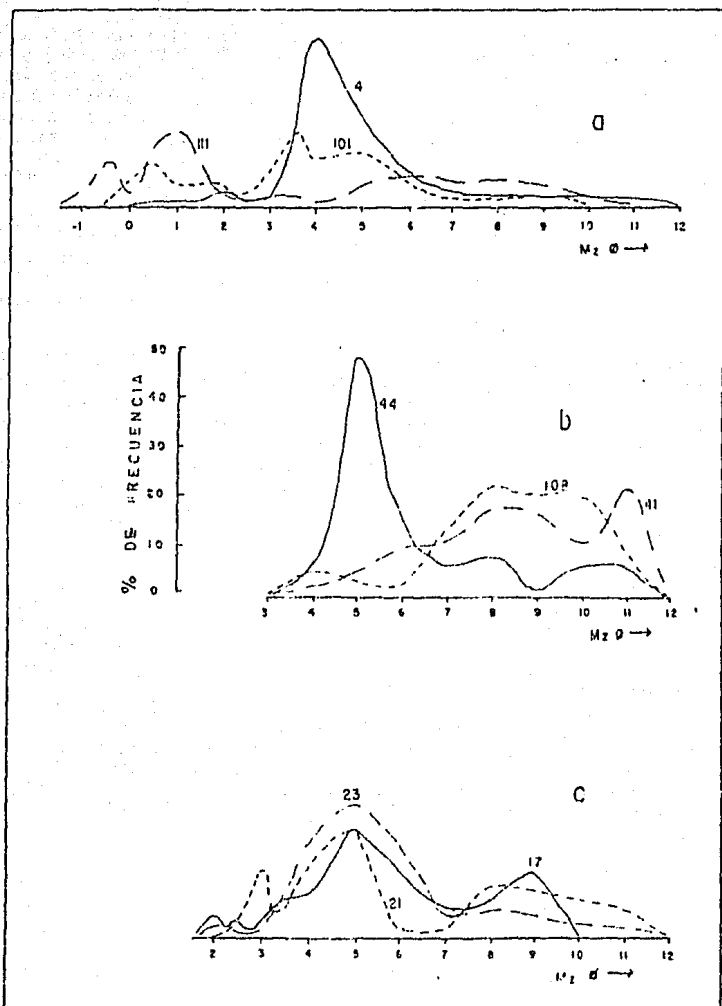 4
111
101
a
-1 0 1 2 3 4 5 6 7 8 9 10 11 12
Mz Ø →
% DE FRECUENCIA
50
40
30
20
10
0
44
b
108
41
3 4 5 6 7 8 9 10 11 12
Mz Ø →
23
c
17
21
2 3 4 5 6 7 8 9 10 11 12
Mz Ø →